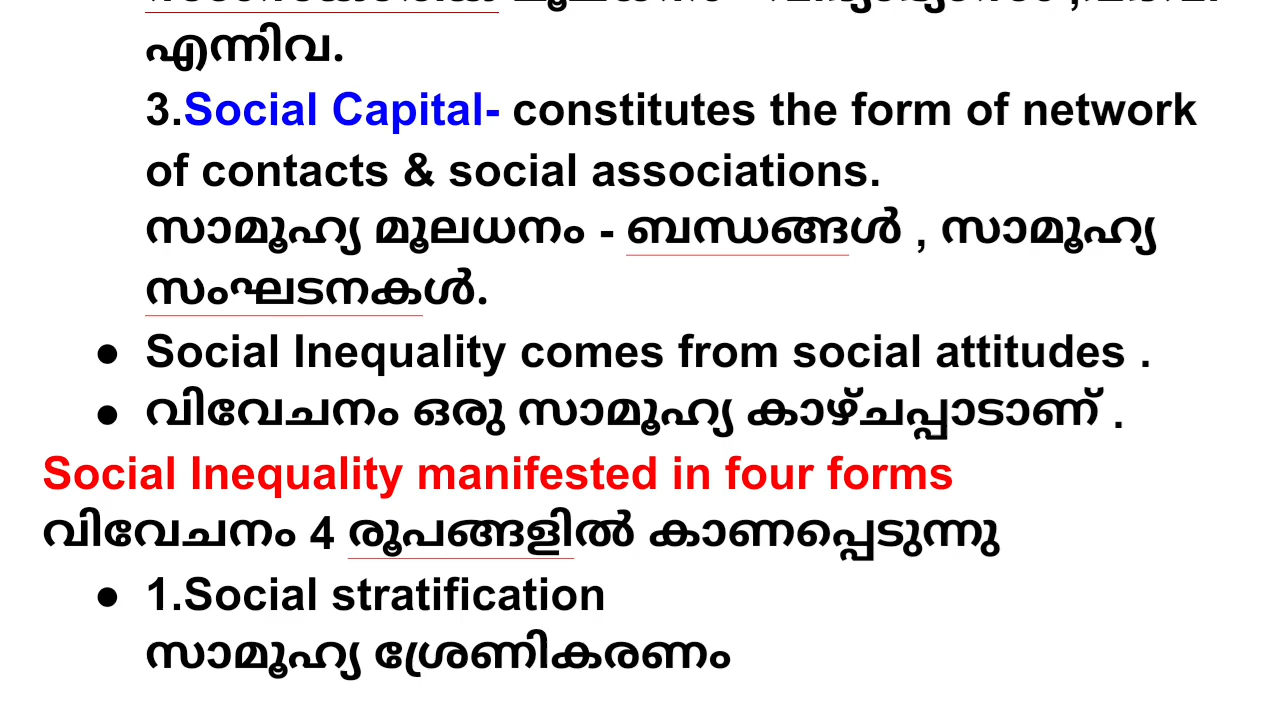 എന്നിവ.
3.Social Capital- constitutes the form of network
of contacts & social associations.
സാമൂഹ്യ മൂലധനം - ബന്ധങ്ങൾ , സാമൂഹ്യ
സംഘടനകൾ.
● Social Inequality comes from social attitudes .
● വിവേചനം ഒരു സാമൂഹ്യ കാഴ്ചപ്പാടാണ് .
Social Inequality manifested in four forms
വിവേചനം 4 രൂപങ്ങളിൽ കാണപ്പെടുന്നു
● 1.Social stratification
സാമൂഹ്യ ശ്രേണികരണം